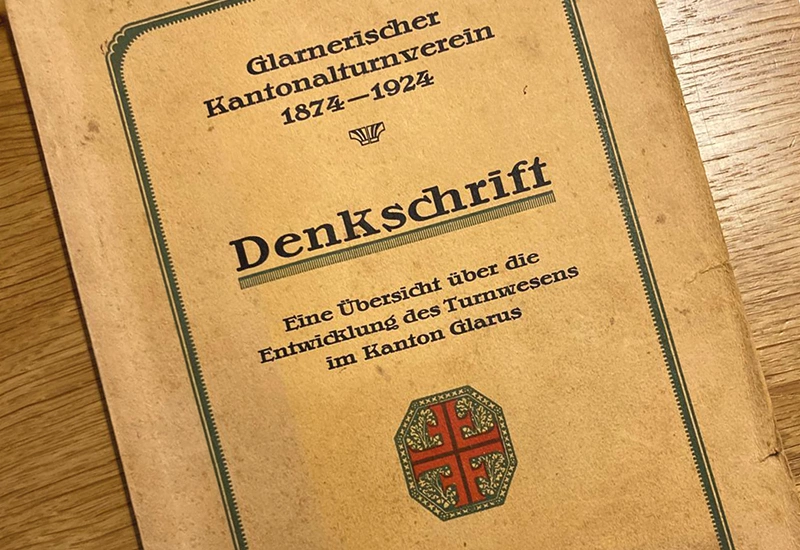 Glarnerischer
Kantonalturnverein
1874—1924
Denkschrift
Eine Übersicht über die
Entwicklung des Turnwesens
im Kanton Glarus